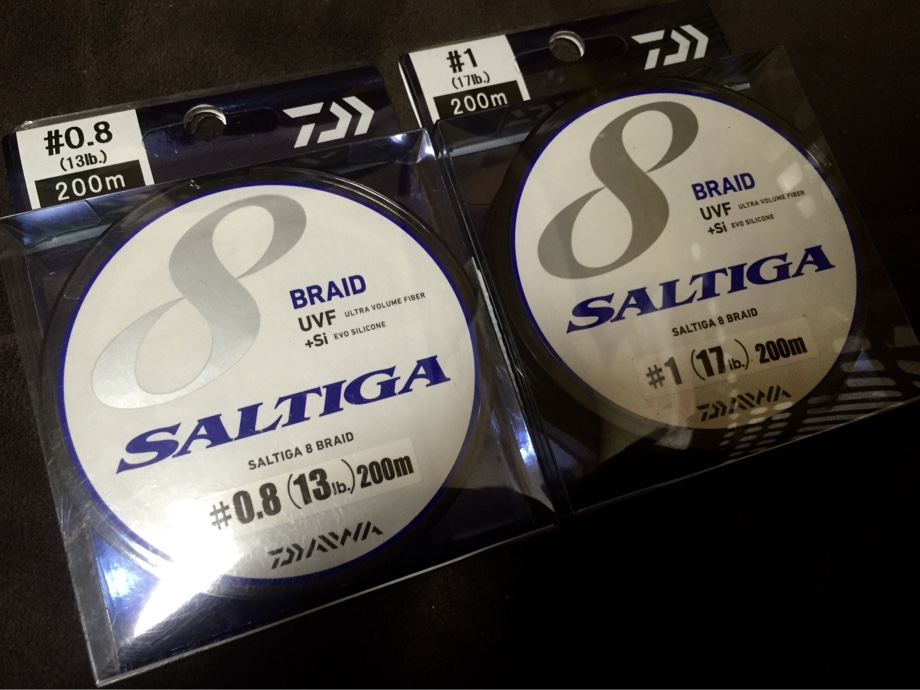 #0.8
(13lb.)
200m
8
BRAID
UVF ULTRA VOLUME FIBER
+Si EVO SILICONE
SALTIGA
SALTIGA 8 BRAID
#0.8 (13lb.) 200m
DAIWA
#1
(17lb.)
200m
8
BRAID
UVF ULTRA VOLUME FIBER
+Si EVO SILICONE
SALTIGA
SALTIGA 8 BRAID
#1 (17lb.) 200m
DAIWA